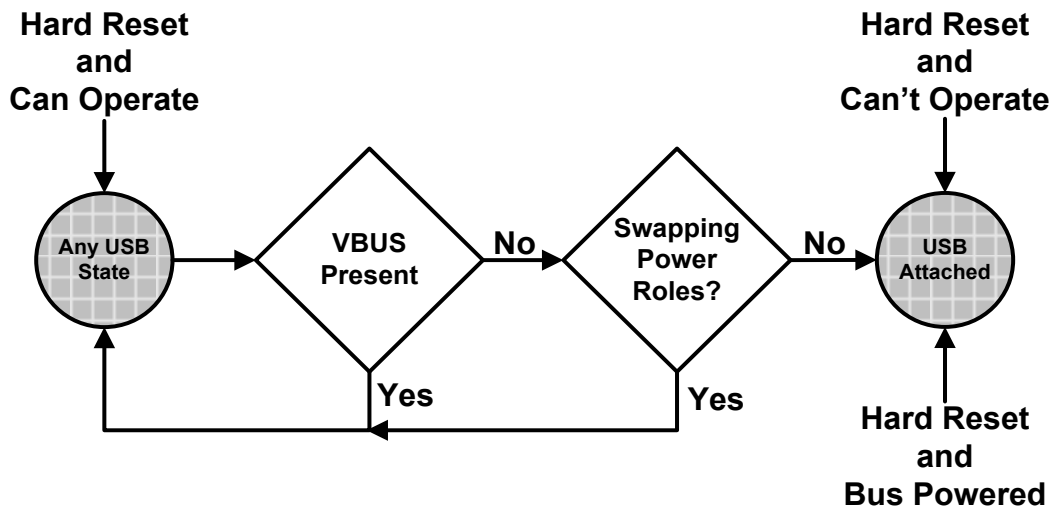 Hard Reset
and
Can Operate
Hard Reset
and
Can't Operate
Any USB
State
VBUS
Present
No
Swapping
Power
Roles?
No
USB
Attached
Yes
Yes
Hard Reset
and
Bus Powered